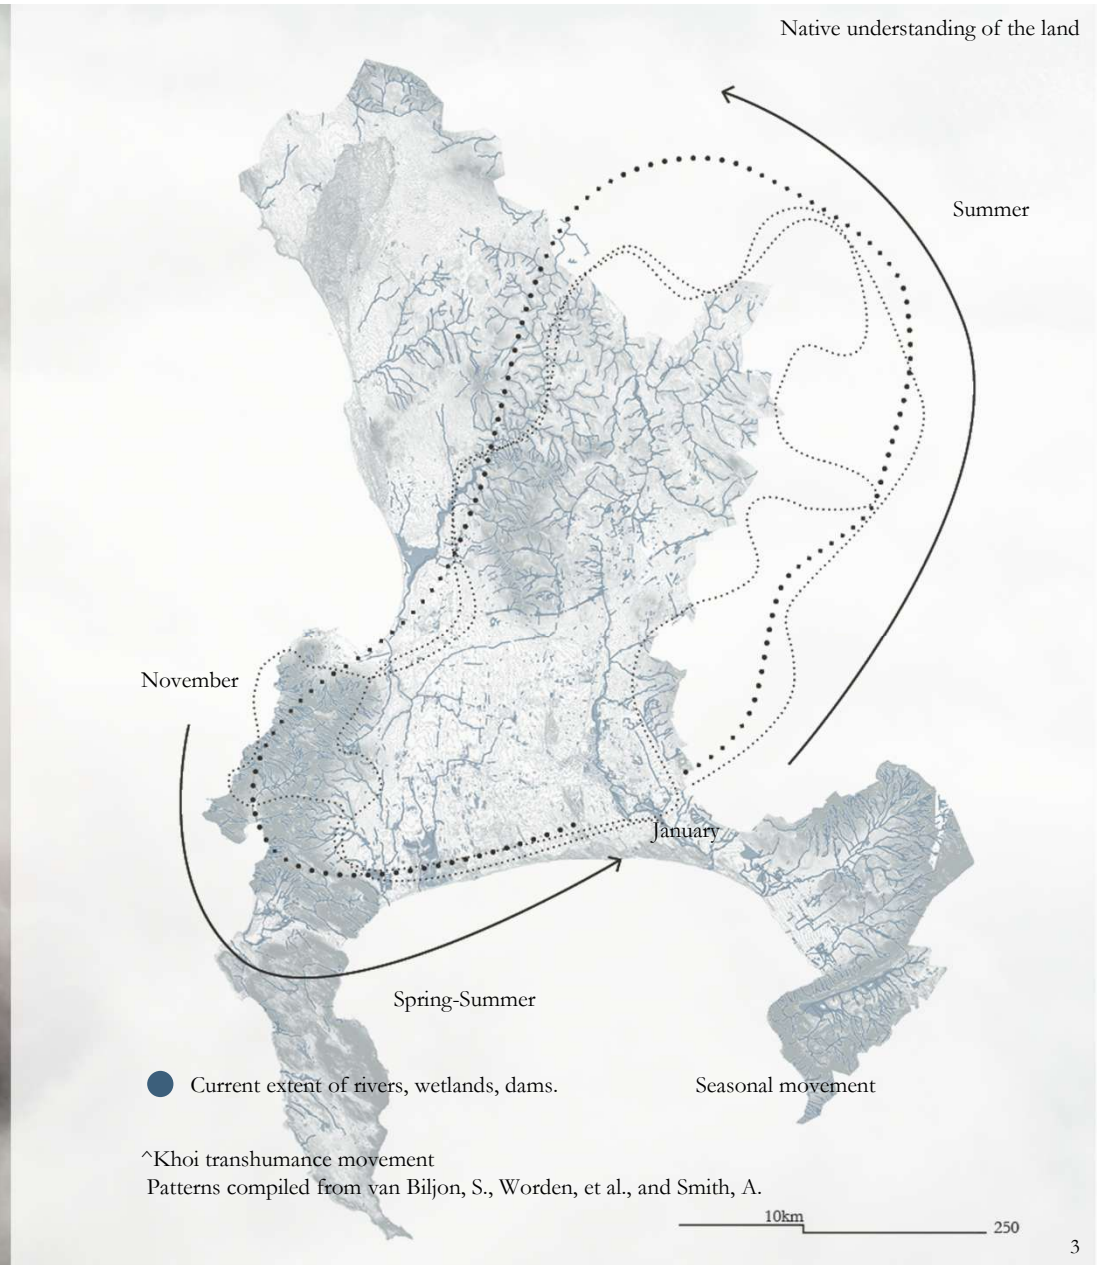 Native understanding of the land
Summer
November
January
Spring-Summer
Current extent of rivers, wetlands, dams.
Seasonal movement
^Khoi transhumance movement
Patterns compiled from van Biljon, S., Worden, et al., and Smith, A.
10km
250
3